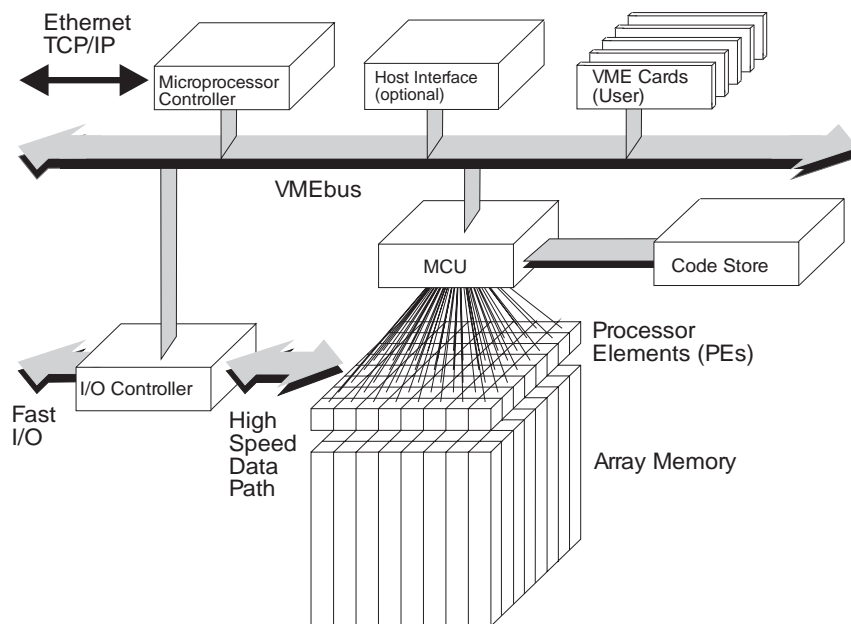 Ethernet
TCP/IP
Microprocessor
Controller
Host Interface
(optional)
VME Cards
(User)
VMEbus
MCU
Code Store
Processor
Elements (PEs)
I/O Controller
Fast
I/O
High
Speed
Data
Path
Array Memory